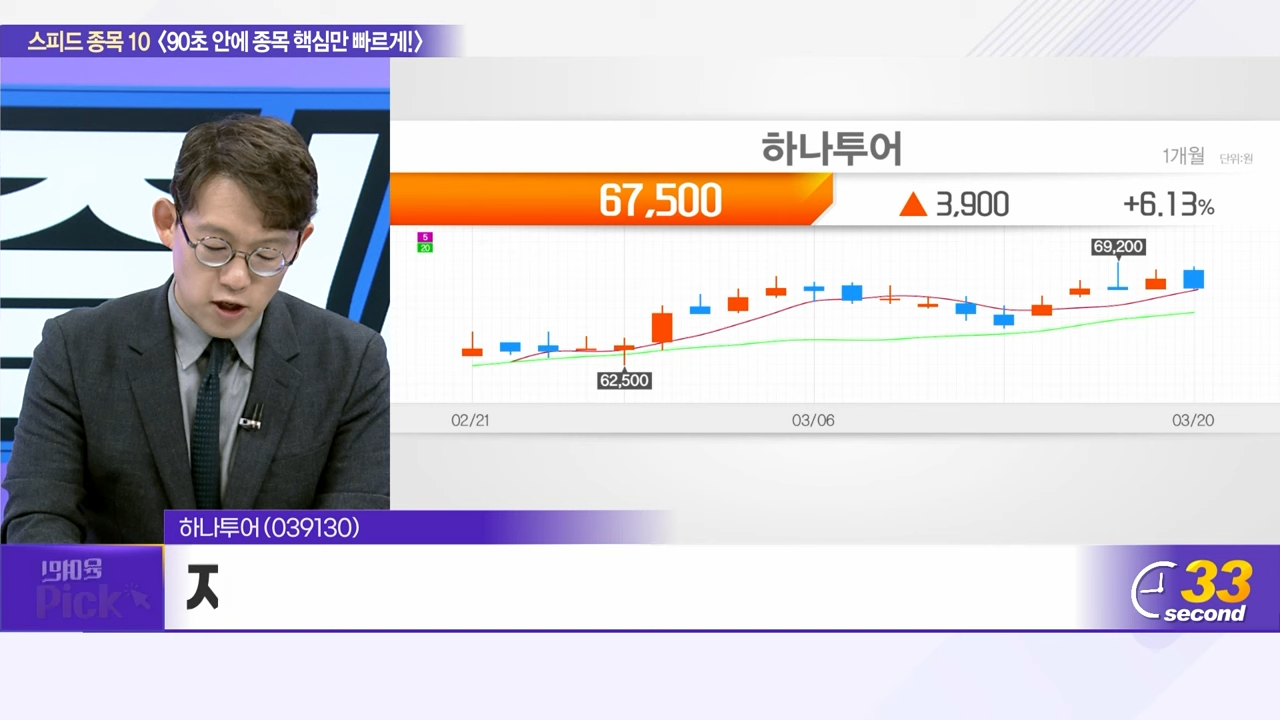 스피드 종목 10 〈90초 안에 종목 핵심만 빠르게!〉
하나투어
1개월 단위:원
67,500
▲ 3,900
+6.13%
5
20
69,200
62,500
02/21
03/06
03/20
하나투어(039130)
Pick
33
second